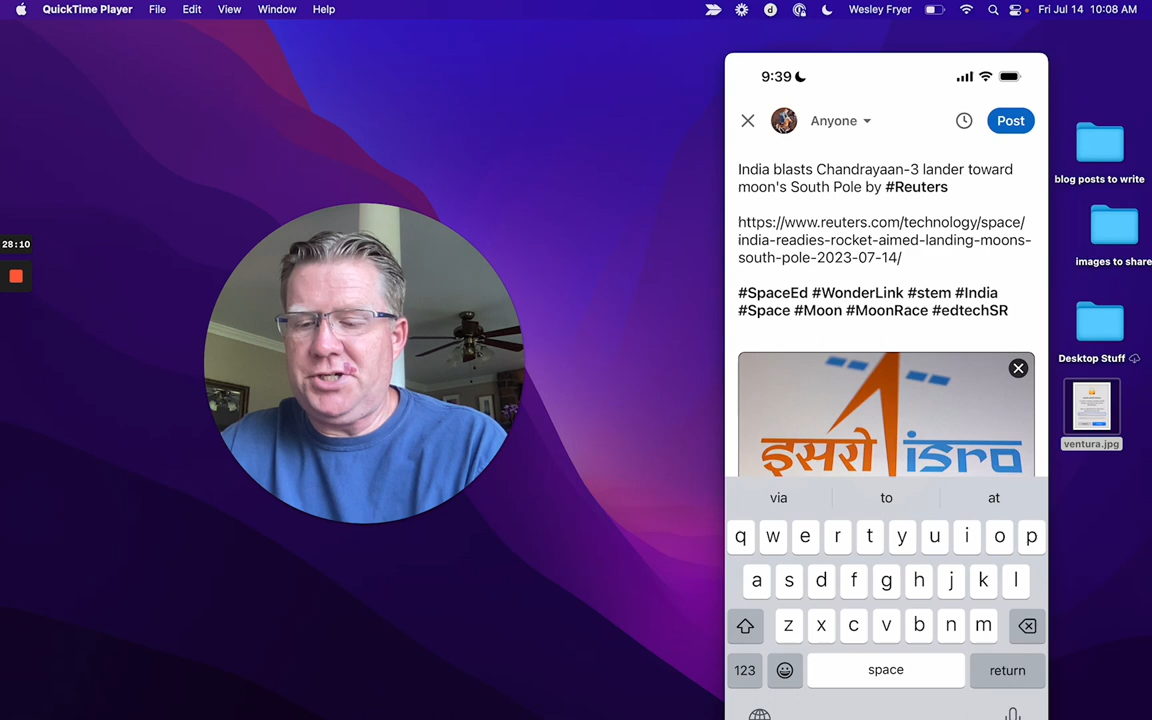 QuickTime Player File Edit View Window Help
Wesley Fryer Fri Jul 14 10:08 AM
28:10
9:39
Anyone
Post
India blasts Chandrayaan-3 lander toward
moon's South Pole by #Reuters
https://www.reuters.com/technology/space/
india-readies-rocket-aimed-landing-moons-
south-pole-2023-07-14/
#SpaceEd #WonderLink #stem #India
#Space #Moon #MoonRace #edtechSR
इसरो isro
via to at
q w e r t y u i o p
a s d f g h j k l
z x c v b n m
123 space return
blog posts to write
images to share
Desktop Stuff
ventura.jpg